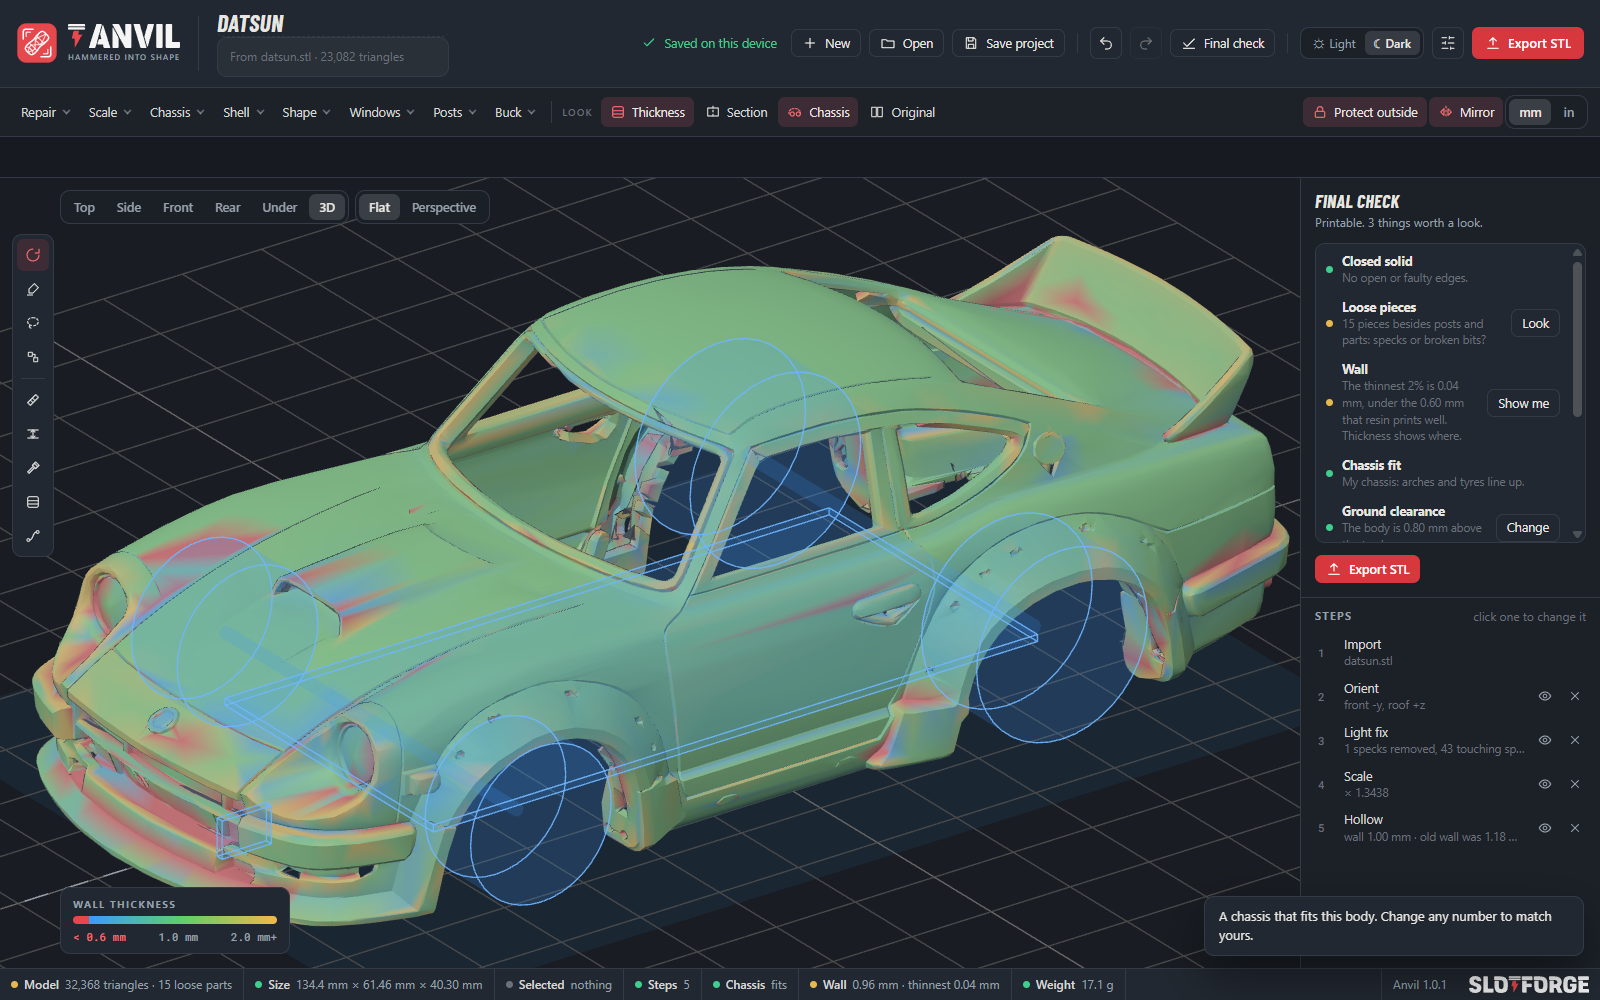 ANVIL
HAMMERED INTO SHAPE
DATSUN
From datsun.stl · 23,082 triangles
Saved on this device
New
Open
Save project
Final check
Light
Dark
Export STL
Repair
Scale
Chassis
Shell
Shape
Windows
Posts
Buck
LOOK
Thickness
Section
Chassis
Original
Protect outside
Mirror
mm
in
Top
Side
Front
Rear
Under
3D
Flat
Perspective
FINAL CHECK
Printable. 3 things worth a look.
Closed solid
No open or faulty edges.
Loose pieces
15 pieces besides posts and
parts: specks or broken bits?
Look
Wall
The thinnest 2% is 0.04
mm, under the 0.60 mm
that resin prints well.
Thickness shows where.
Show me
Chassis fit
My chassis: arches and tyres line up.
Ground clearance
The body is 0.80 mm above
Change
Export STL
STEPS
click one to change it
1
Import
datsun.stl
2
Orient
front -y, roof +z
3
Light fix
1 specks removed, 43 touching sp...
4
Scale
× 1.3438
5
Hollow
wall 1.00 mm · old wall was 1.18 ...
WALL THICKNESS
< 0.6 mm
1.0 mm
2.0 mm+
A chassis that fits this body. Change any number to match
yours.
Model 32,368 triangles · 15 loose parts
Size 134.4 mm × 61.46 mm × 40.30 mm
Selected nothing
Steps 5
Chassis fits
Wall 0.96 mm · thinnest 0.04 mm
Weight 17.1 g
Anvil 1.0.1
SLOTFORGE